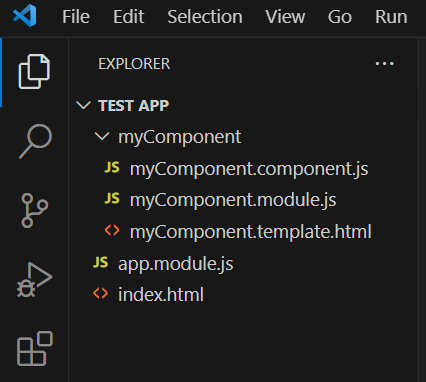 File Edit Selection View Go Run
EXPLORER ...
TEST APP
myComponent
JS myComponent.component.js
JS myComponent.module.js
<> myComponent.template.html
JS app.module.js
<> index.html